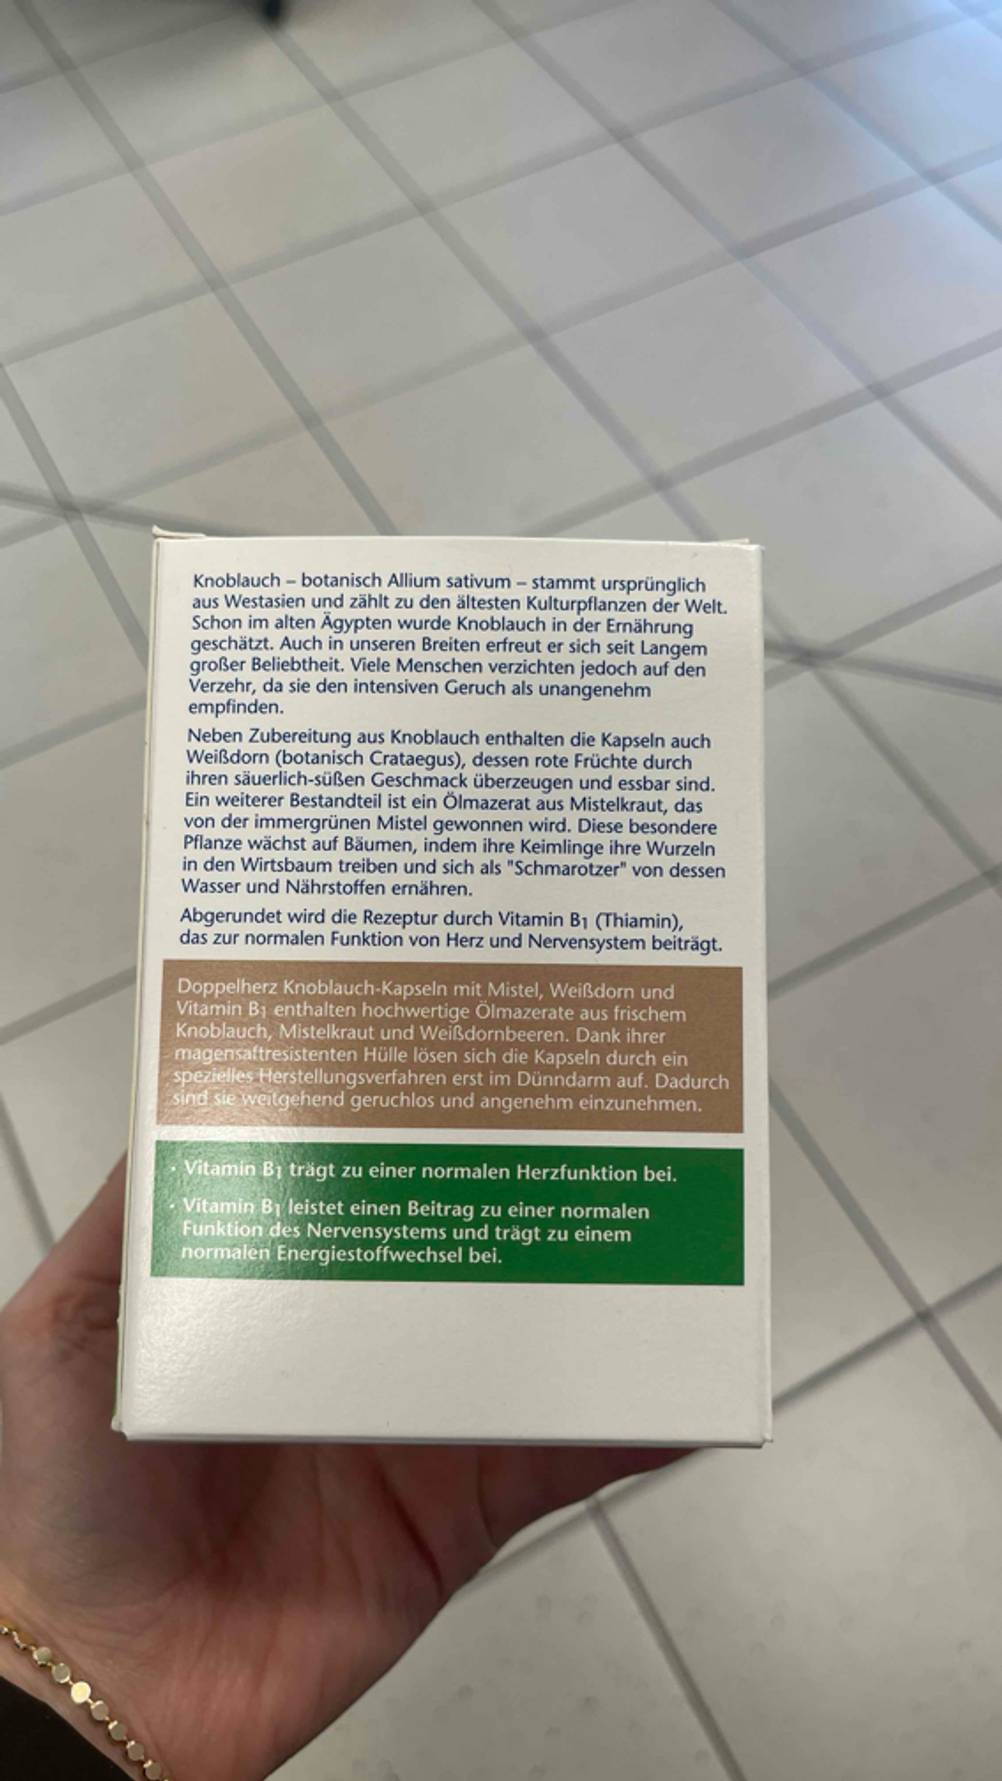 Knoblauch – botanisch Allium sativum – stammt ursprünglich
aus Westasien und zählt zu den ältesten Kulturpflanzen der Welt.
Schon im alten Ägypten wurde Knoblauch in der Ernährung
geschätzt. Auch in unseren Breiten erfreut er sich seit Langem
großer Beliebtheit. Viele Menschen verzichten jedoch auf den
Verzehr, da sie den intensiven Geruch als unangenehm
empfinden.
Neben Zubereitung aus Knoblauch enthalten die Kapseln auch
Weißdorn (botanisch Crataegus), dessen rote Früchte durch
ihren säuerlich-süßen Geschmack überzeugen und essbar sind.
Ein weiterer Bestandteil ist ein Ölmazerat aus Mistelkraut, das
von der immergrünen Mistel gewonnen wird. Diese besondere
Pflanze wächst auf Bäumen, indem ihre Keimlinge ihre Wurzeln
in den Wirtsbaum treiben und sich als "Schmarotzer" von dessen
Wasser und Nährstoffen ernähren.
Abgerundet wird die Rezeptur durch Vitamin B₁ (Thiamin),
das zur normalen Funktion von Herz und Nervensystem beiträgt.
Doppelherz Knoblauch-Kapseln mit Mistel, Weißdorn und
Vitamin B₁ enthalten hochwertige Ölmazerate aus frischem
Knoblauch, Mistelkraut und Weißdornbeeren. Dank ihrer
magensaftresistenten Hülle lösen sich die Kapseln durch ein
spezielles Herstellungsverfahren erst im Dünndarm auf. Dadurch
sind sie weitgehend geruchlos und angenehm einzunehmen.
· Vitamin B₁ trägt zu einer normalen Herzfunktion bei.
· Vitamin B₁ leistet einen Beitrag zu einer normalen
Funktion des Nervensystems und trägt zu einem
normalen Energiestoffwechsel bei.